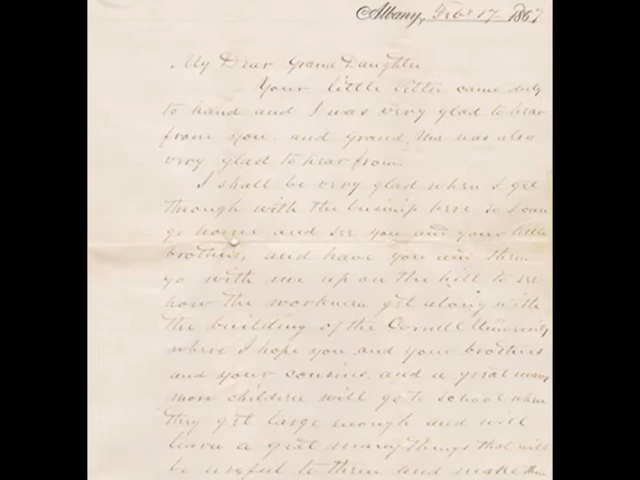 Albany, Feby 17 1867
My Dear Grand Daughter
Your little letter came duly
to hand and I was very glad to hear
from you. and Grand Ma was also
very glad to hear from
I shall be very glad when I get
through with the business here so I can
go home and see you and your little
brothers, and have you and them
go with me up on the hill to see
how the workmen get along with
the building of the Cornell University
where I hope you and your brothers
and your cousins, and a great many
more children will go to school when
they get large enough and will
learn a great many things that will
be useful to them and make them